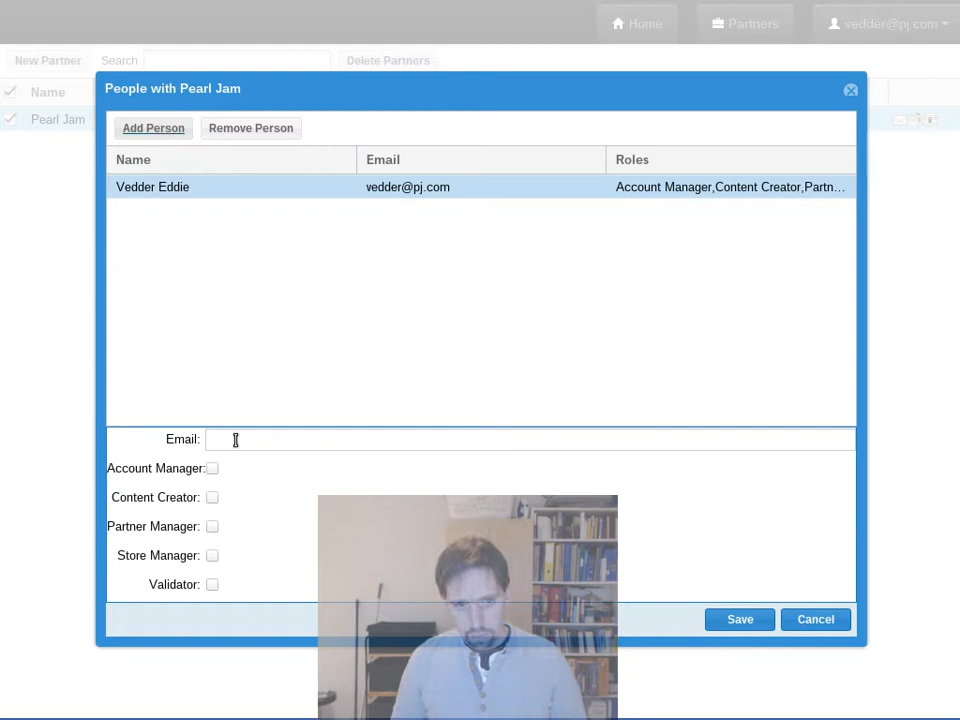 Home
Partners
vedder@pj.com
New Partner
Search
Delete Partners
Name
Pearl Jam
People with Pearl Jam
Add Person
Remove Person
Name
Email
Roles
Vedder Eddie
vedder@pj.com
Account Manager,Content Creator,Partn...
Email:
Account Manager:
Content Creator:
Partner Manager:
Store Manager:
Validator:
Save
Cancel